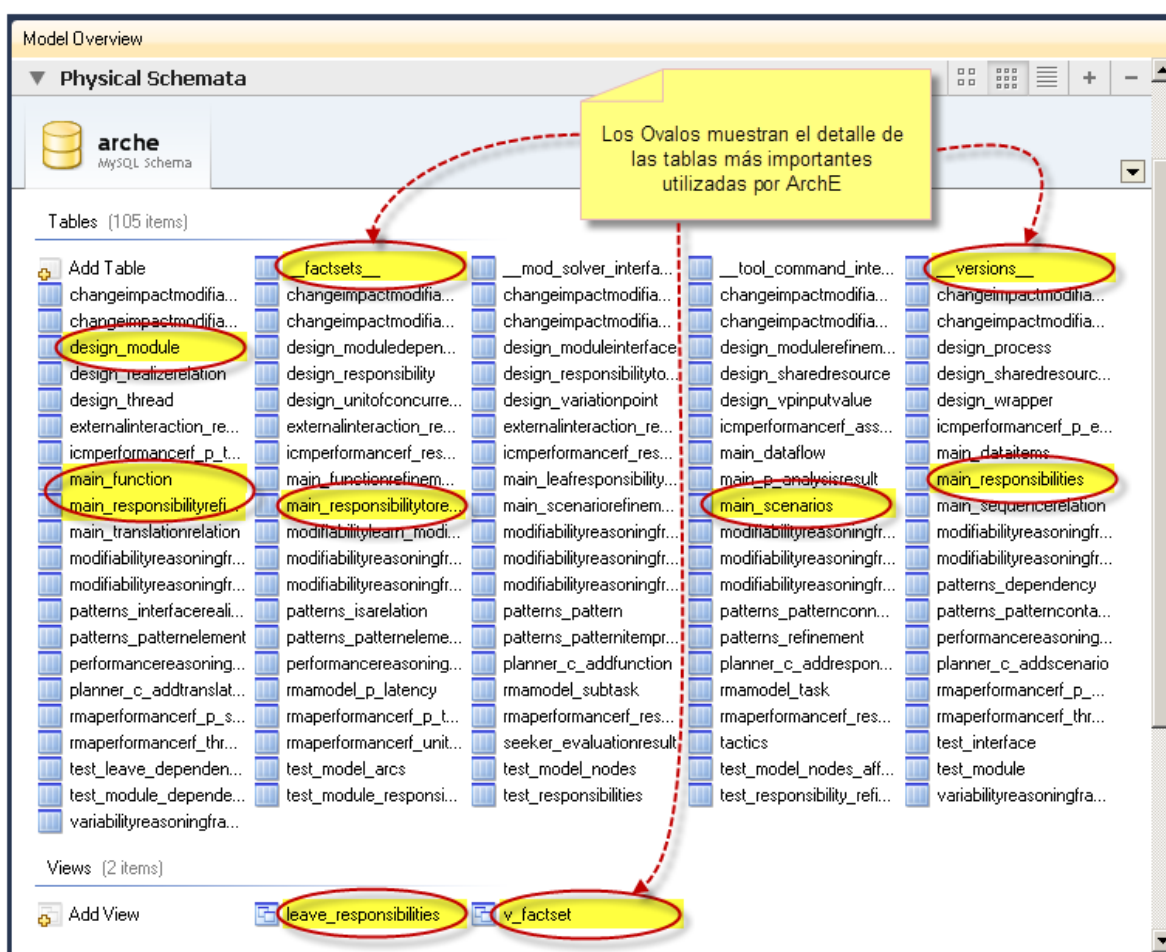 Model Overview
Physical Schemata
arche
MySQL Schema
Los Ovalos muestran el detalle de
las tablas más importantes
utilizadas por ArchE
Tables (105 items)
Add Table __factsets__ __mod_solver_interfa... __tool_command_inte... __versions__
changeimpactmodifia... changeimpactmodifia... changeimpactmodifia... changeimpactmodifia... changeimpactmodifia...
changeimpactmodifia... changeimpactmodifia... changeimpactmodifia... changeimpactmodifia... changeimpactmodifia...
design_module design_moduledepen... design_moduleinterface design_modulerefinem... design_process
design_realizerelation design_responsibility design_responsibilityto... design_sharedresource design_sharedresourc...
design_thread design_unitofconcurre... design_variationpoint design_vpinputvalue design_wrapper
externalinteraction_re... externalinteraction_re... externalinteraction_re... icmperformancerf_ass... icmperformancerf_p_e...
icmperformancerf_p_t... icmperformancerf_res... icmperformancerf_res... main_dataflow main_dataitems
main_function main_functionrefinem... main_leafresponsibility... main_p_analysisresult main_responsibilities
main_responsibilityrefi... main_responsibilitytore... main_scenariorefinem... main_scenarios main_sequencerelation
main_translationrelation modifiabilitylearn_modi... modifiabilityreasoningfr... modifiabilityreasoningfr... modifiabilityreasoningfr...
modifiabilityreasoningfr... modifiabilityreasoningfr... modifiabilityreasoningfr... modifiabilityreasoningfr... modifiabilityreasoningfr...
modifiabilityreasoningfr... modifiabilityreasoningfr... modifiabilityreasoningfr... modifiabilityreasoningfr... patterns_dependency
patterns_interfacereali... patterns_isarelation patterns_pattern patterns_patternconn... patterns_patternconta...
patterns_patternelement patterns_patterneleme... patterns_patternitempr... patterns_refinement performancereasoning...
performancereasoning... performancereasoning... planner_c_addfunction planner_c_addrespon... planner_c_addscenario
planner_c_addtranslat... rmamodel_p_latency rmamodel_subtask rmamodel_task rmaperformancerf_p_...
rmaperformancerf_p_s... rmaperformancerf_p_t... rmaperformancerf_res... rmaperformancerf_res... rmaperformancerf_thr...
rmaperformancerf_thr... rmaperformancerf_unit... seeker_evaluationresult tactics test_interface
test_leave_dependen... test_model_arcs test_model_nodes test_model_nodes_aff... test_module
test_module_depende... test_module_responsi... test_responsibilities test_responsibility_refi... variabilityreasoningfra...
variabilityreasoningfra...
Views (2 items)
Add View leave_responsibilities v_factset